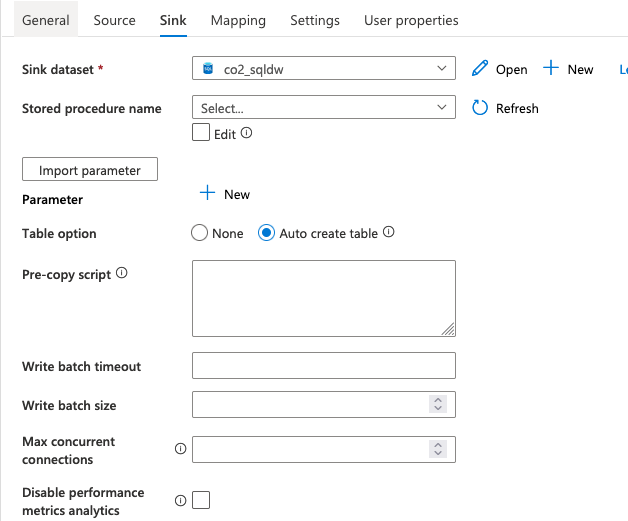 General Source Sink Mapping Settings User properties
Sink dataset * co2_sqldw Open New
Stored procedure name Select... Refresh
Edit
Import parameter
Parameter New
Table option None Auto create table
Pre-copy script
Write batch timeout
Write batch size
Max concurrent
connections
Disable performance
metrics analytics